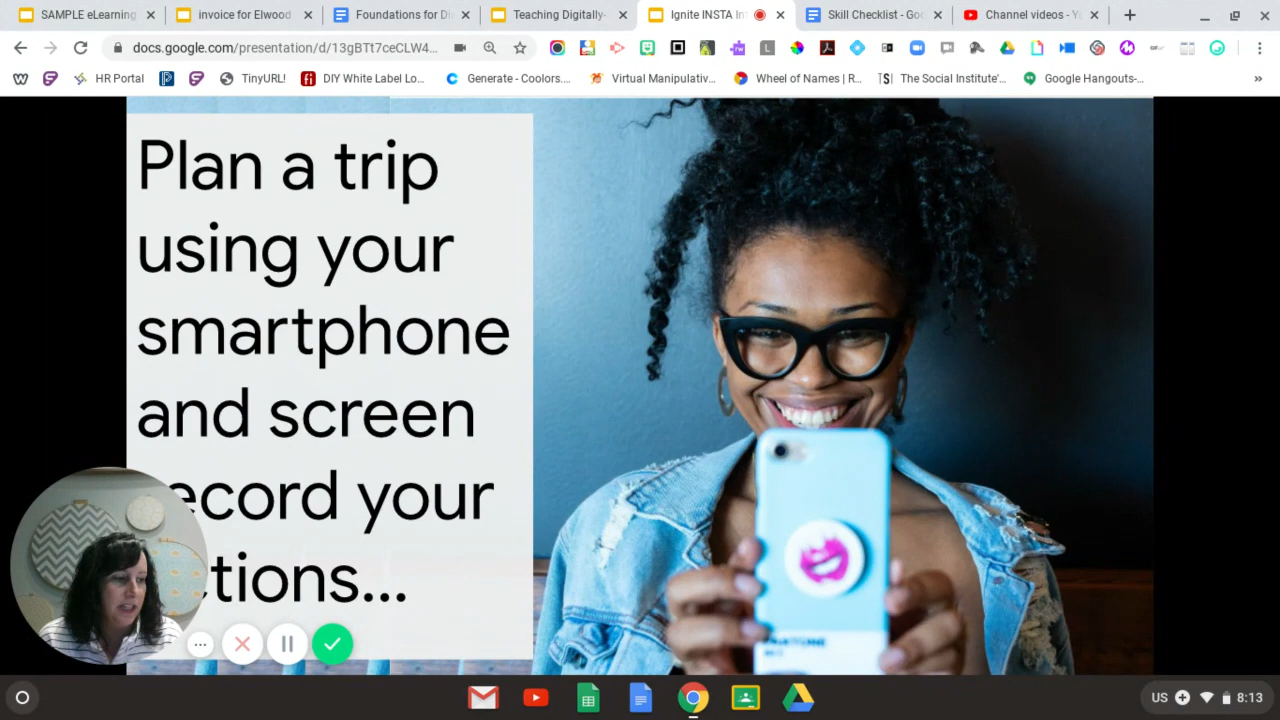 SAMPLE eLearning
invoice for Elwood
Foundations for Di
Teaching Digitally-
Ignite INSTA In
Skill Checklist - Goo
Channel videos - Y
docs.google.com/presentation/d/13gBTt7ceCLW4...
HR Portal
TinyURL!
DIY White Label Lo...
Generate - Coolors....
Virtual Manipulativ...
Wheel of Names | R...
The Social Institute'...
Google Hangouts-...
Plan a trip
using your
smartphone
and screen
ecord your
tions...
US
8:13